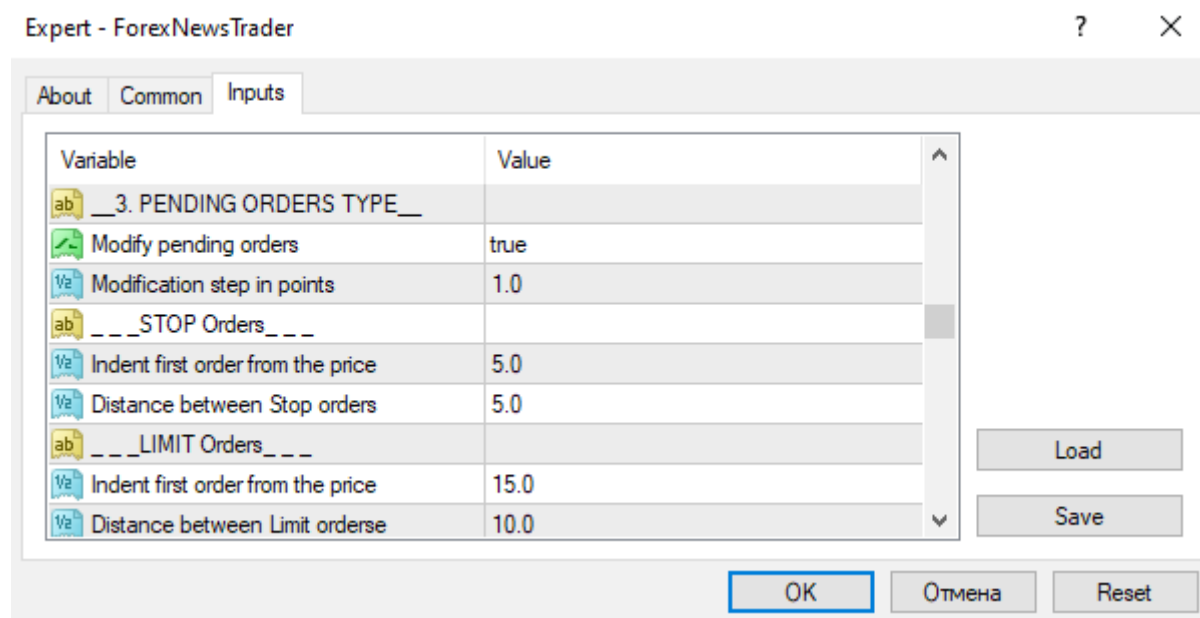 Expert - ForexNewsTrader ?
About Common Inputs
Variable Value
ab __3. PENDING ORDERS TYPE__
Modify pending orders true
½ Modification step in points 1.0
ab _ _ _STOP Orders_ _ _
½ Indent first order from the price 5.0
½ Distance between Stop orders 5.0
ab _ _ _LIMIT Orders_ _ _
½ Indent first order from the price 15.0
½ Distance between Limit orderse 10.0
Load
Save
OK Отмена Reset